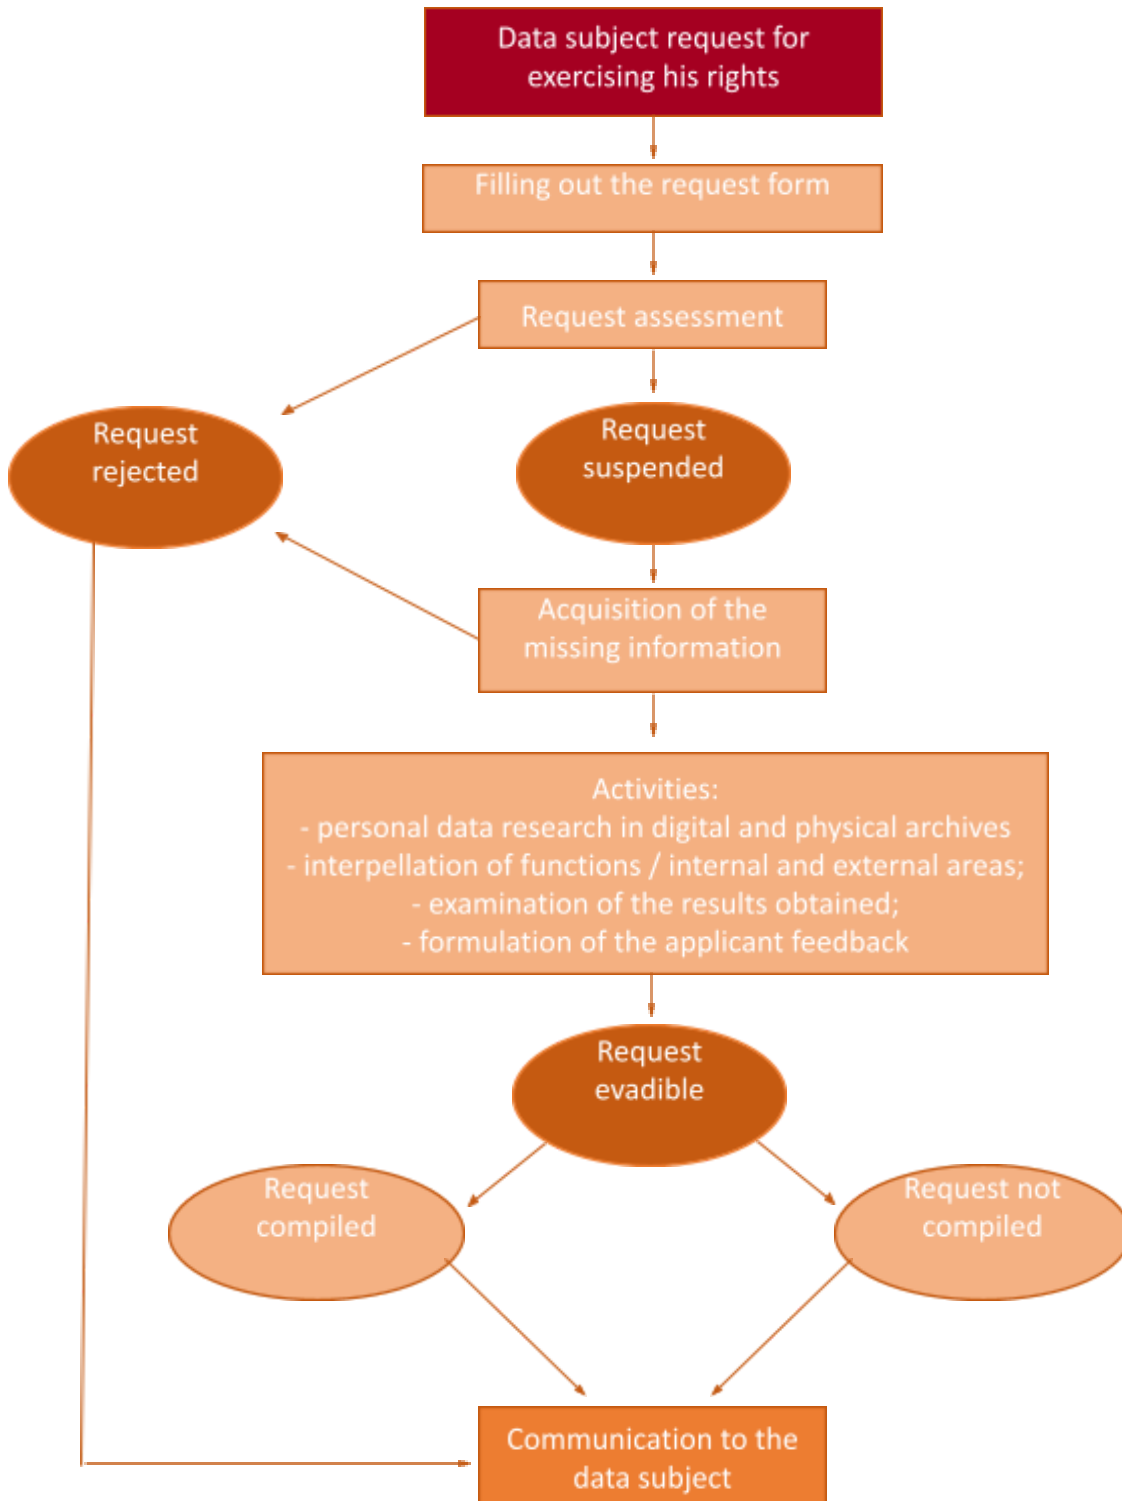 Data subject request for
exercising his rights
Filling out the request form
Request assessment
Request
rejected
Request
suspended
Acquisition of the
missing information
Activities:
- personal data research in digital and physical archives
- interpellation of functions / internal and external areas;
- examination of the results obtained;
- formulation of the applicant feedback
Request
evadible
Request
compiled
Request not
compiled
Communication to the
data subject